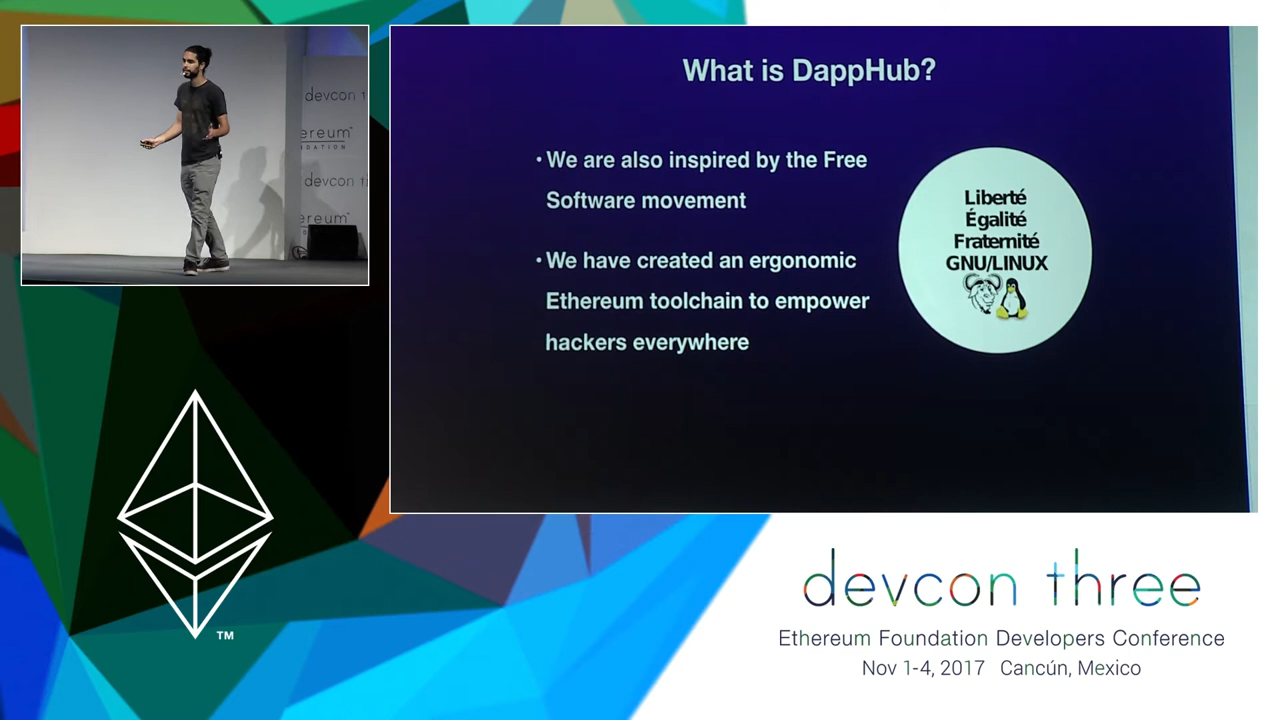 devcon t
ereum
DATION
devcon t
ereum
What is DappHub?
• We are also inspired by the Free
Software movement
• We have created an ergonomic
Ethereum toolchain to empower
hackers everywhere
Liberté
Égalité
Fraternité
GNU/LINUX
TM
devcon three
Ethereum Foundation Developers Conference
Nov 1-4, 2017 Cancún, Mexico